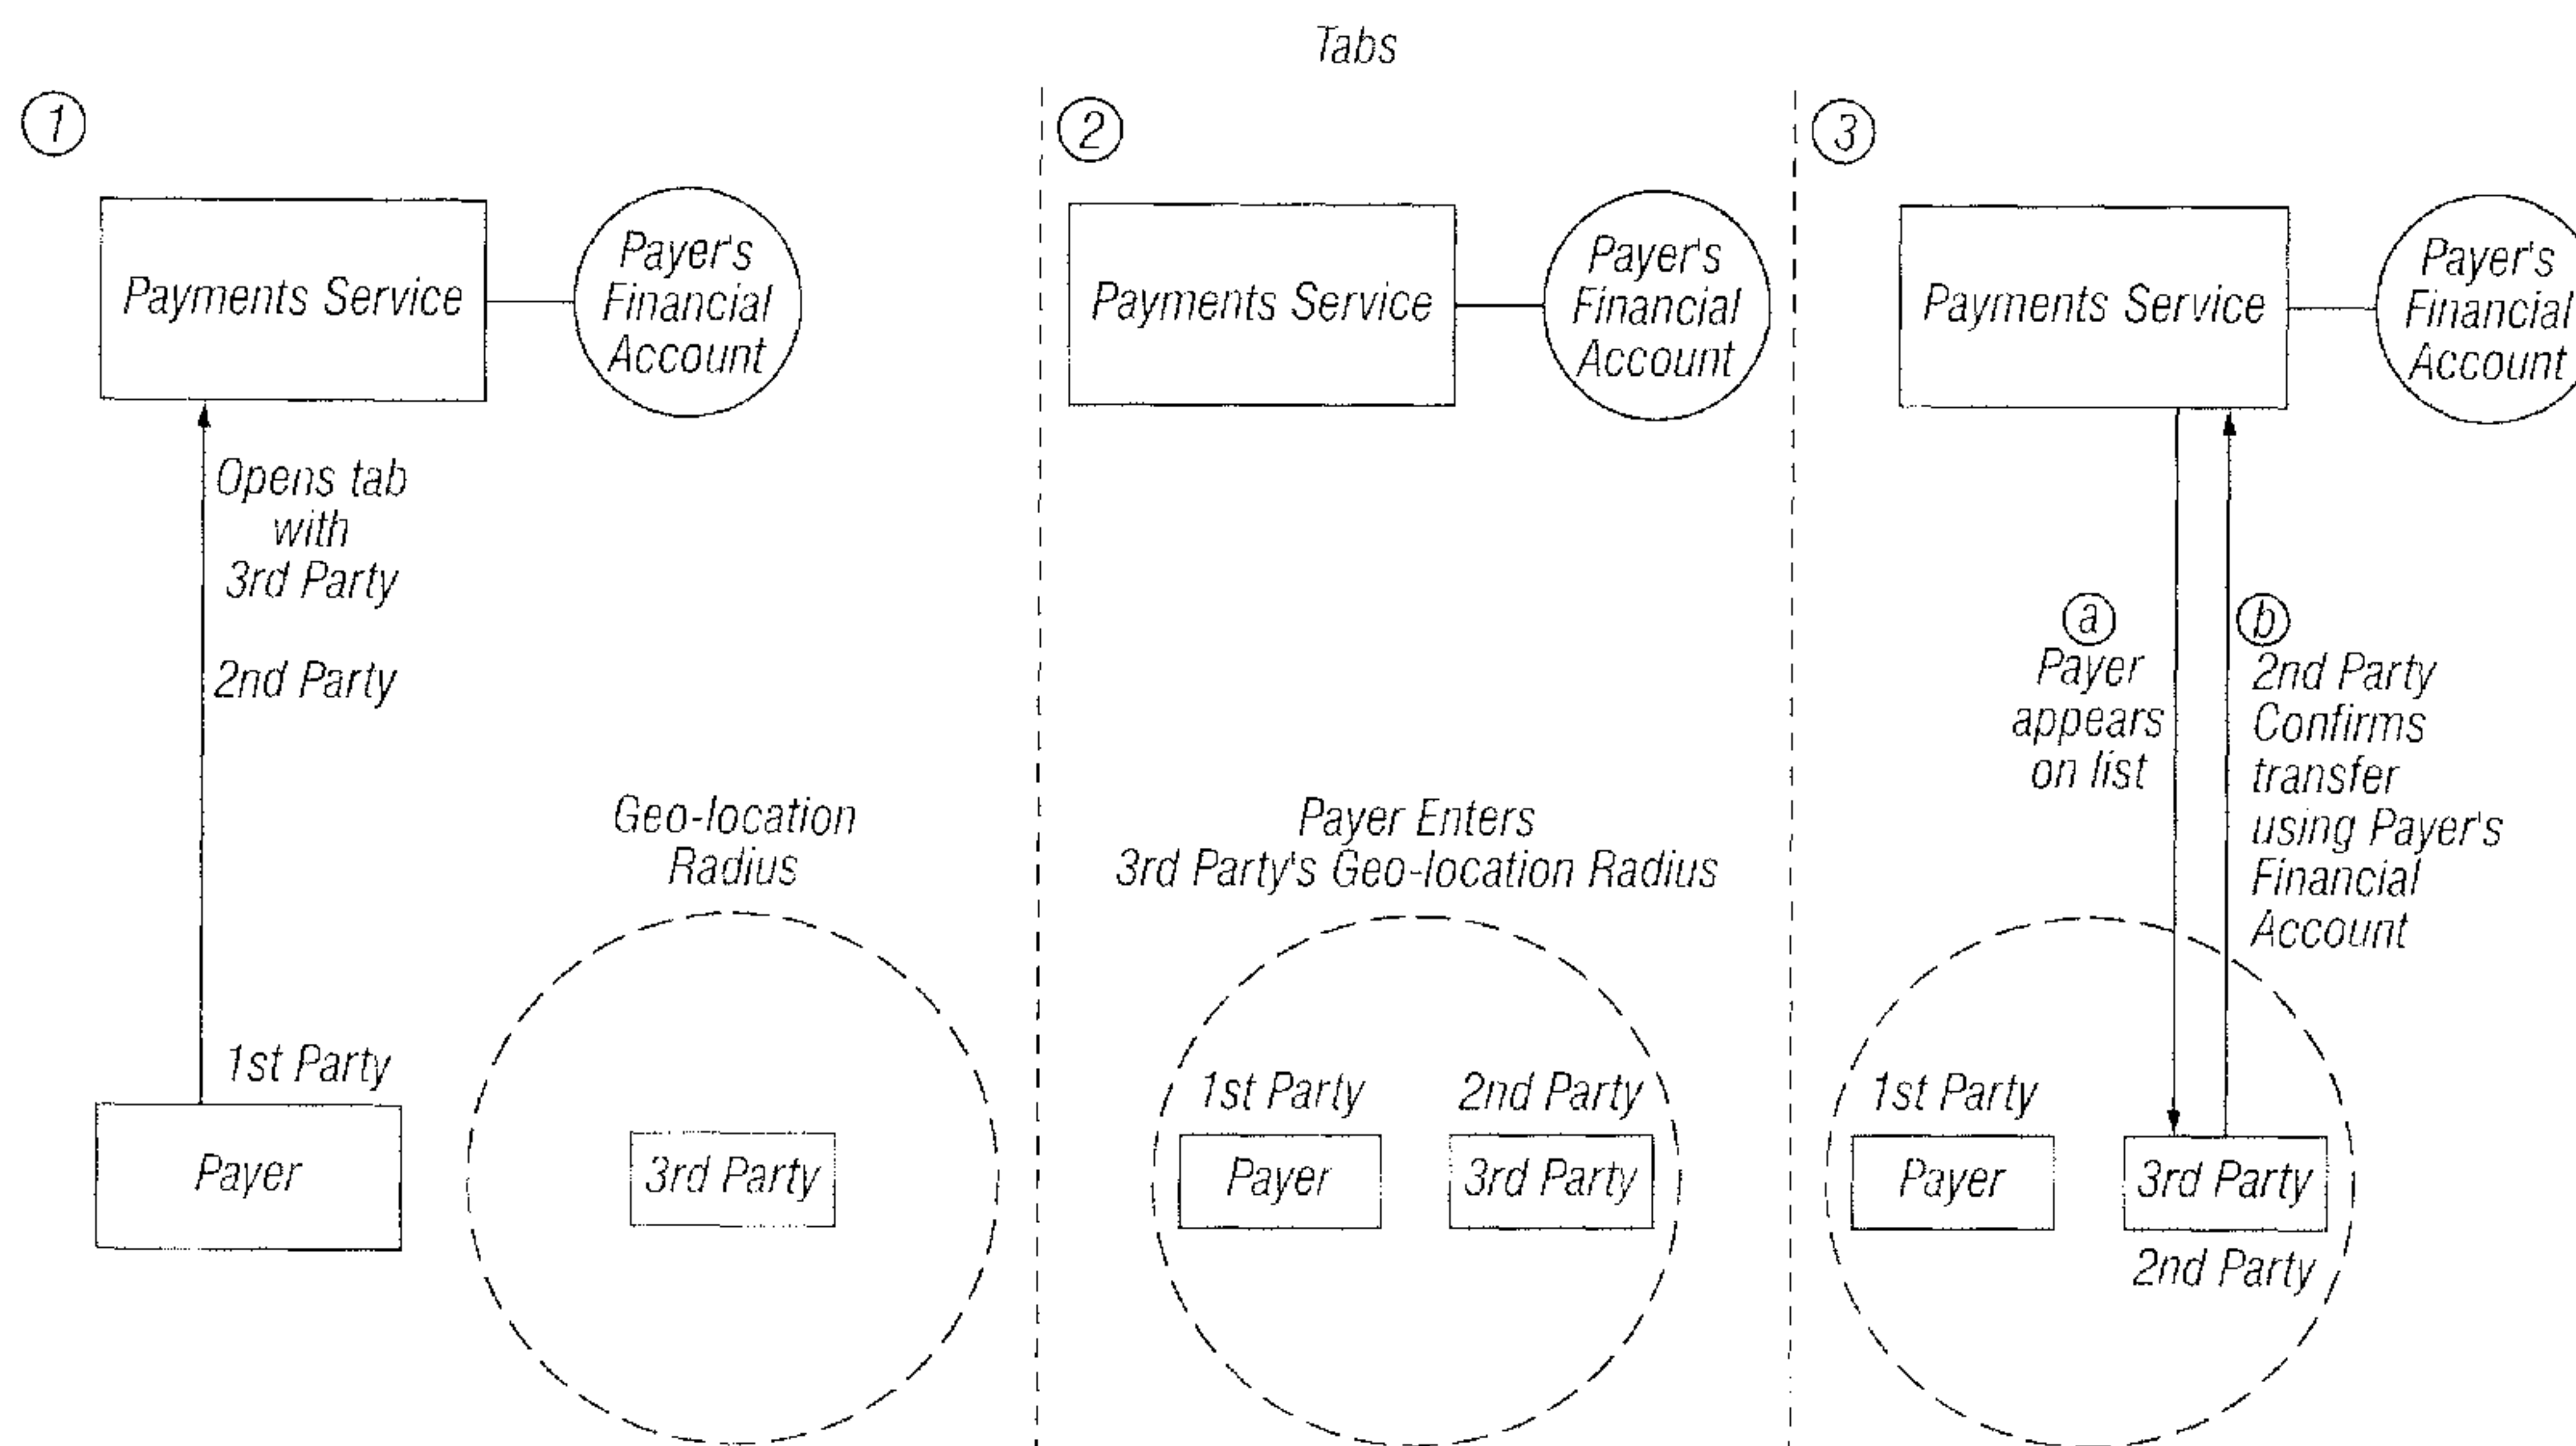 Tabs
1
Payments Service
Payer's
Financial
Account
Opens tab
with
3rd Party
2nd Party
Geo-location
Radius
1st Party
Payer
3rd Party
2
Payments Service
Payer's
Financial
Account
Payer Enters
3rd Party's Geo-location Radius
1st Party
2nd Party
Payer
3rd Party
3
Payments Service
Payer's
Financial
Account
a
Payer
appears
on list
b
2nd Party
Confirms
transfer
using Payer's
Financial
Account
1st Party
Payer
3rd Party
2nd Party